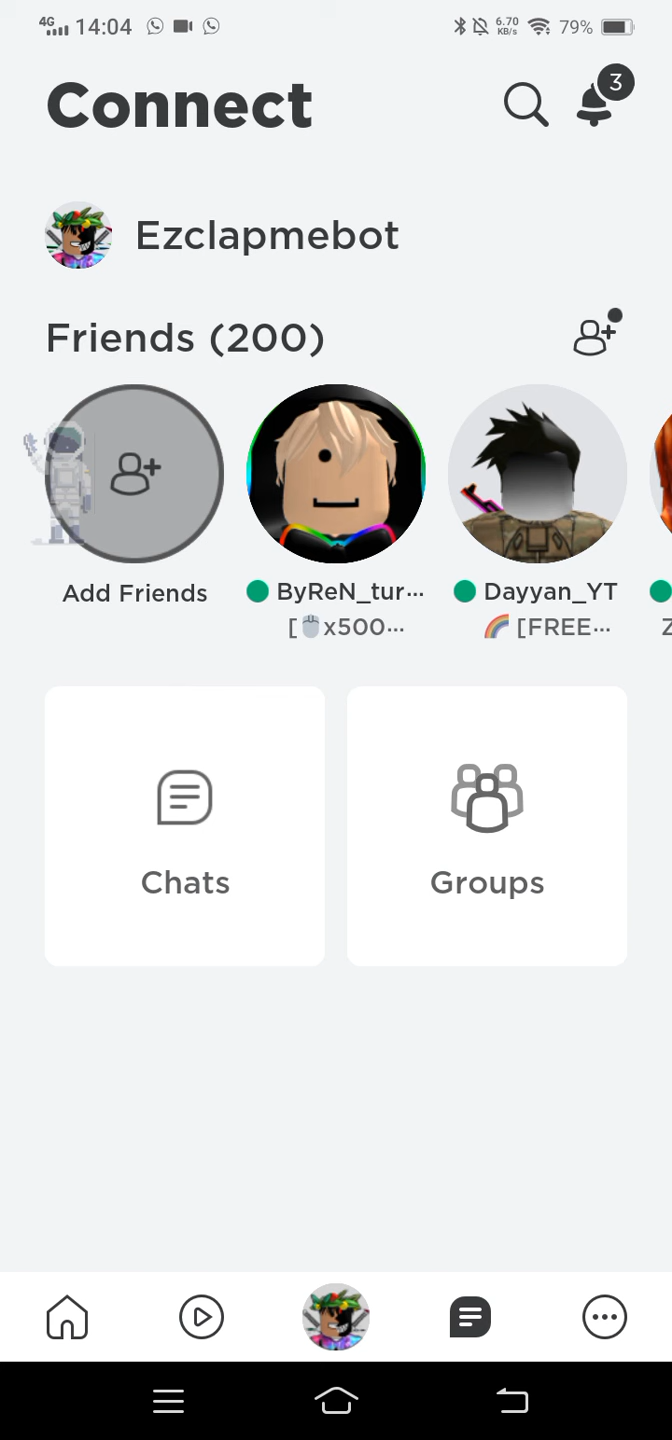 4G 14:04 6.70 KB/s 79%
Connect
3
Ezclapmebot
Friends (200)
Add Friends
ByReN_tur...
Dayyan_YT
[🖱️x500...
🌈 [FREE...
Z
Chats
Groups